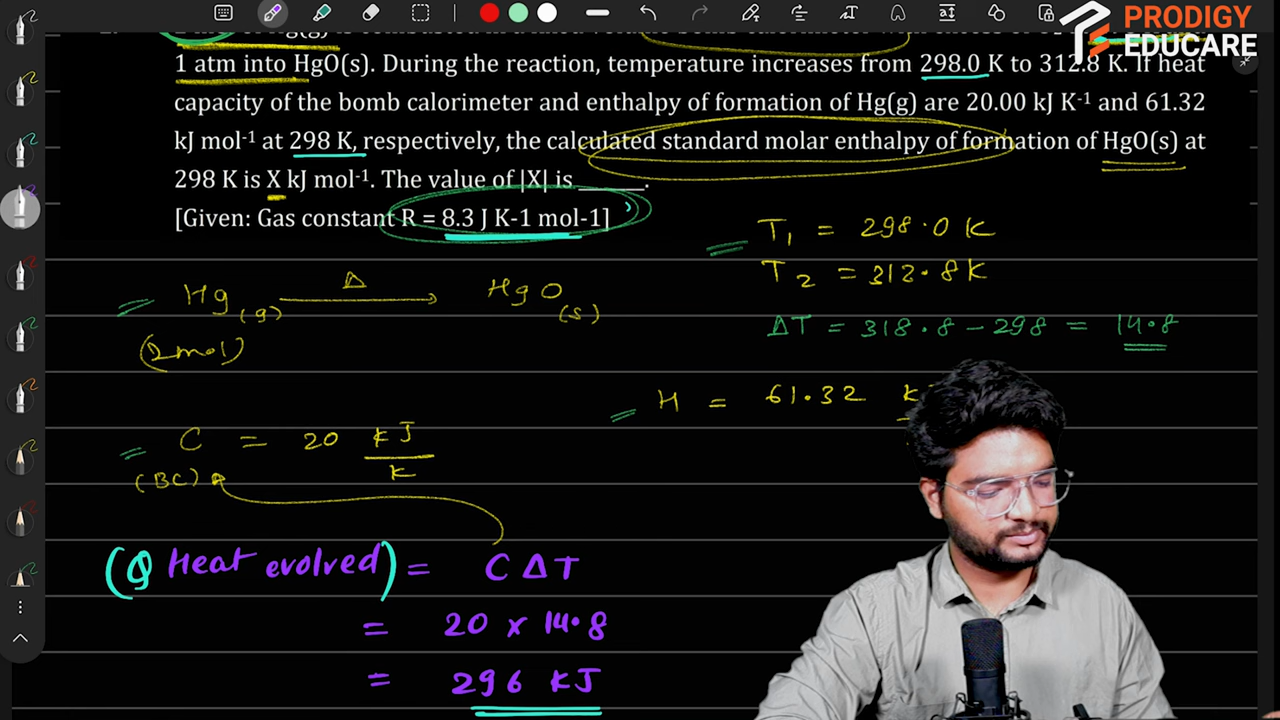 PRODIGY
EDUCARE
1 atm into HgO(s). During the reaction, temperature increases from 298.0 K to 312.8 K. If heat
capacity of the bomb calorimeter and enthalpy of formation of Hg(g) are 20.00 kJ K-1 and 61.32
kJ mol-1 at 298 K, respectively, the calculated standard molar enthalpy of formation of HgO(s) at
298 K is X kJ mol-1. The value of |X| is _____.
[Given: Gas constant R = 8.3 J K-1 mol-1]
T1 = 298.0 K
T2 = 312.8 K
ΔT = 318.8 - 298 = 14.8
Hg(g) Δ→ HgO(s)
(2mol)
H = 61.32
C = 20 kJ/K
(BC)
(Q Heat evolved) = C Δ T
= 20 x 14.8
= 296 KJ